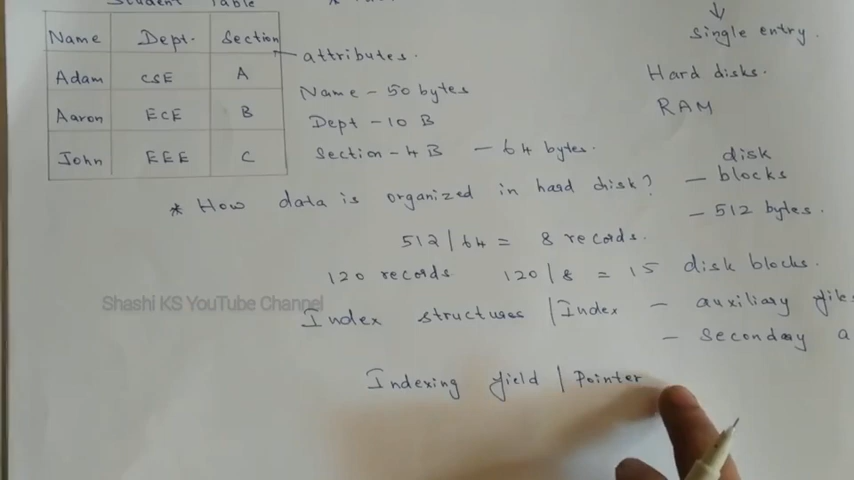 Student Table
Name Dept. Section
Adam CSE A
Aaron ECE B
John EEE C
attributes.
Name - 50 bytes
Dept - 10 B
Section - 4 B - 64 bytes.
single entry.
Hard disks.
RAM
* How data is organized in hard disk? - disk blocks
- 512 bytes.
512/64 = 8 records.
120 records 120/8 = 15 disk blocks.
Shashi KS YouTube Channel
Index structures / Index - auxiliary files
- Secondary a
Indexing field | Pointer